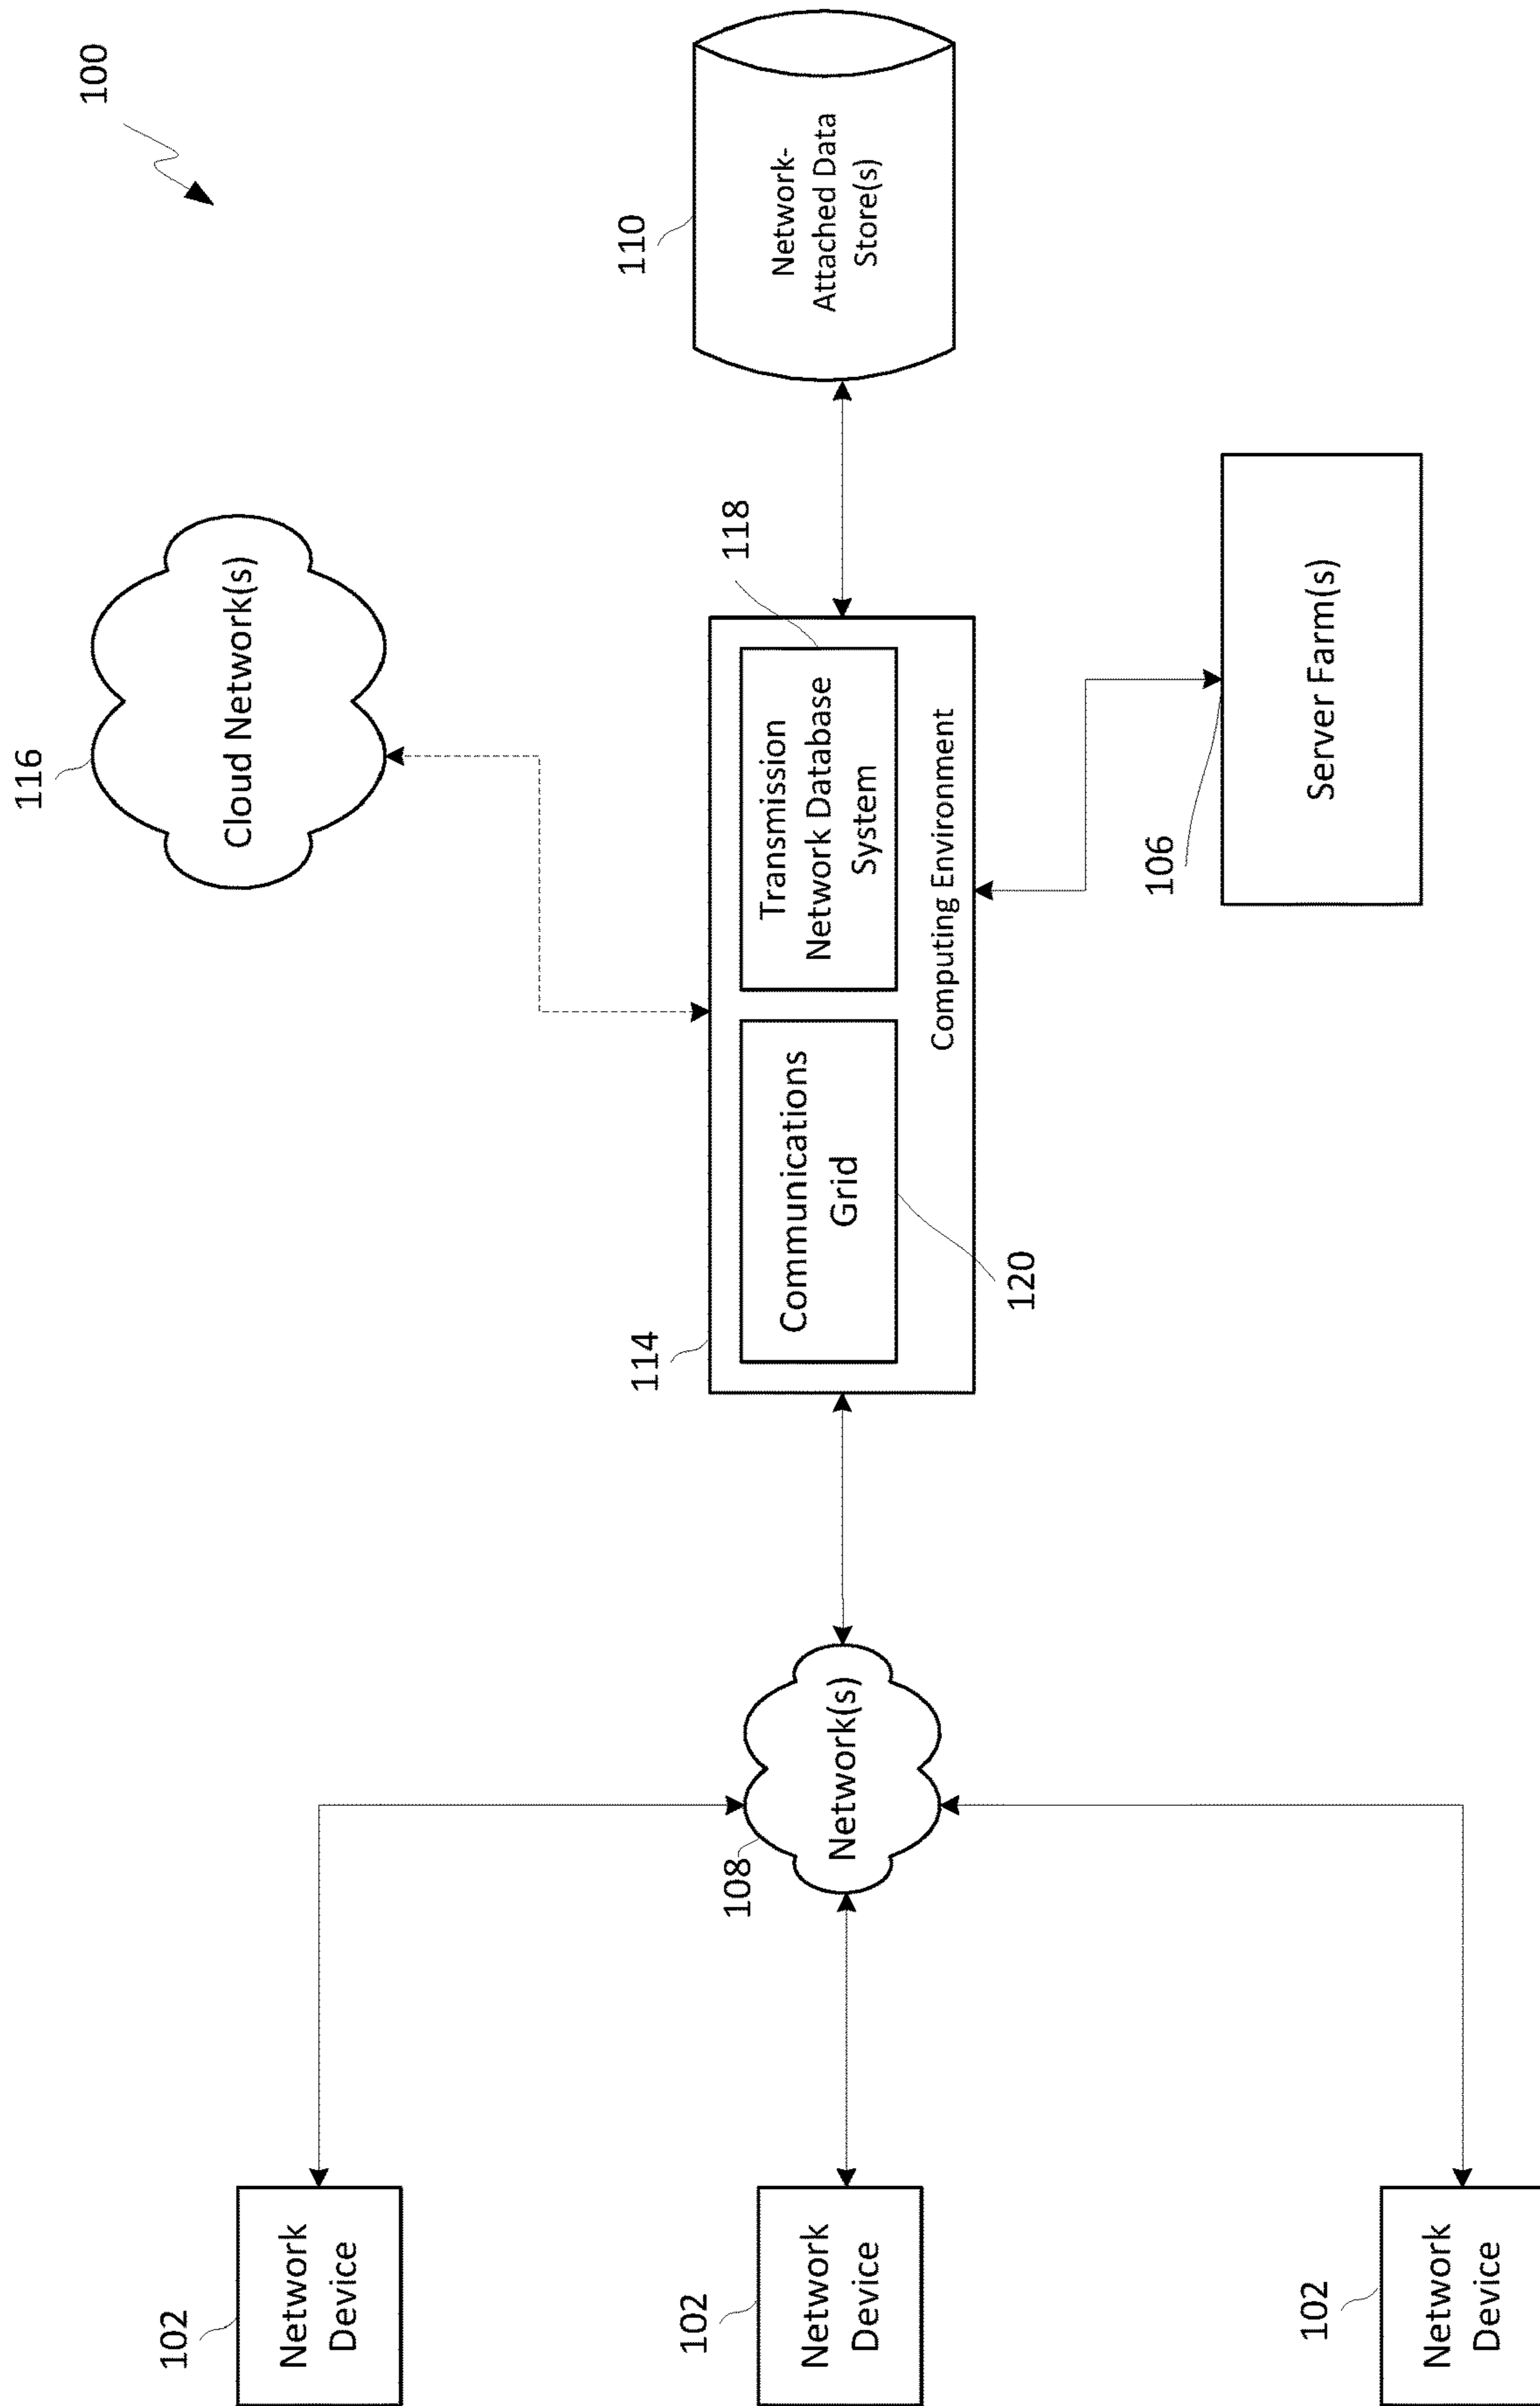 100
116
Cloud Network(s)
110
Network-
Attached Data
Store(s)
114
118
Communications
Grid
Transmission
Network Database
System
Computing Environment
120
106
Server Farm(s)
108
Network(s)
102
Network
Device
102
Network
Device
102
Network
Device